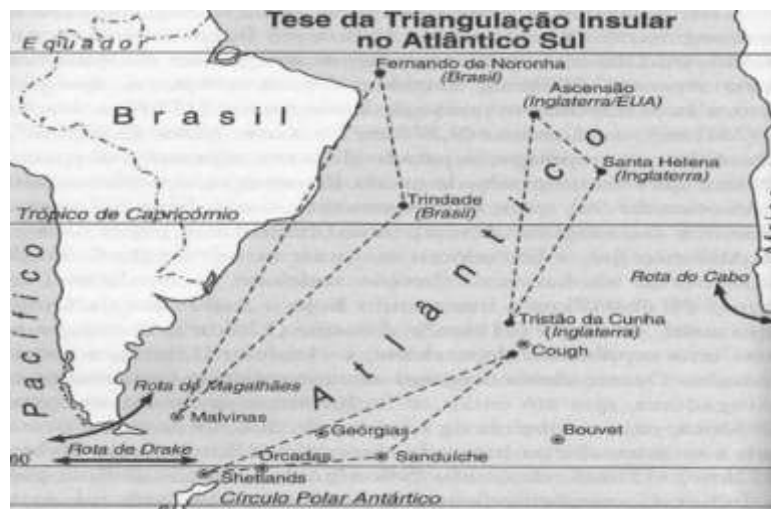 Tese da Triangulação Insular
no Atlântico Sul
Equador
Fernando de Noronha
(Brasil)
Ascensão
(Inglaterra/EUA)
Brasil
Santa Helena
(Inglaterra)
Trindade
(Brasil)
Trópico de Capricórnio
Pacífico
Atlântico
Rota do Cabo
Tristão da Cunha
(Inglaterra)
Cough
Rota de Magalhães
Malvinas
Geórgias
Bouvet
Rota de Drake
60
Orcadas
Sanduíche
Shetlands
Círculo Polar Antártico